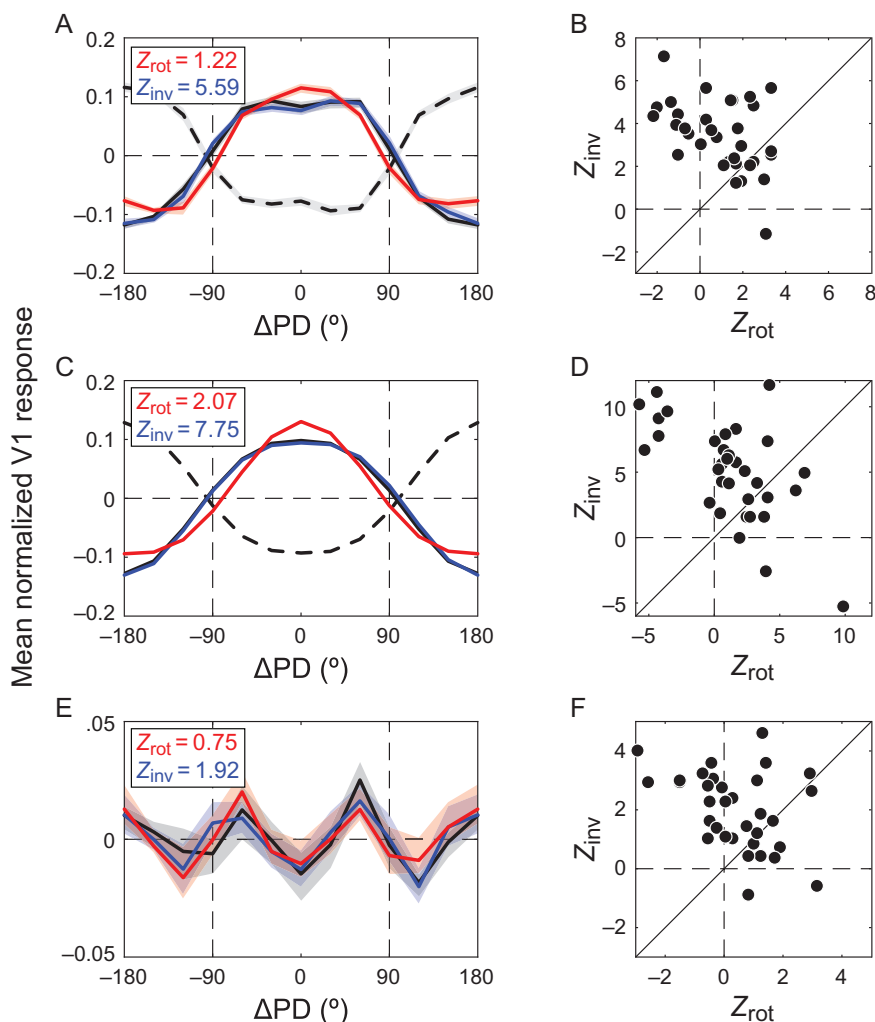 A
0.2
0.1
0
–0.1
–0.2
Zrot = 1.22
Zinv = 5.59
–180
–90
0
90
180
ΔPD (º)
B
8
6
4
2
0
–2
Zinv
–2
0
2
4
6
8
Zrot
Mean normalized V1 response
C
0.2
0.1
0
–0.1
–0.2
Zrot = 2.07
Zinv = 7.75
–180
–90
0
90
180
ΔPD (º)
D
10
5
0
–5
Zinv
–5
0
5
10
Zrot
E
.05
0
–0.05
Zrot = 0.75
Zinv = 1.92
–180
–90
0
90
180
ΔPD (º)
F
4
2
0
–2
Zinv
–2
0
2
4
Zrot